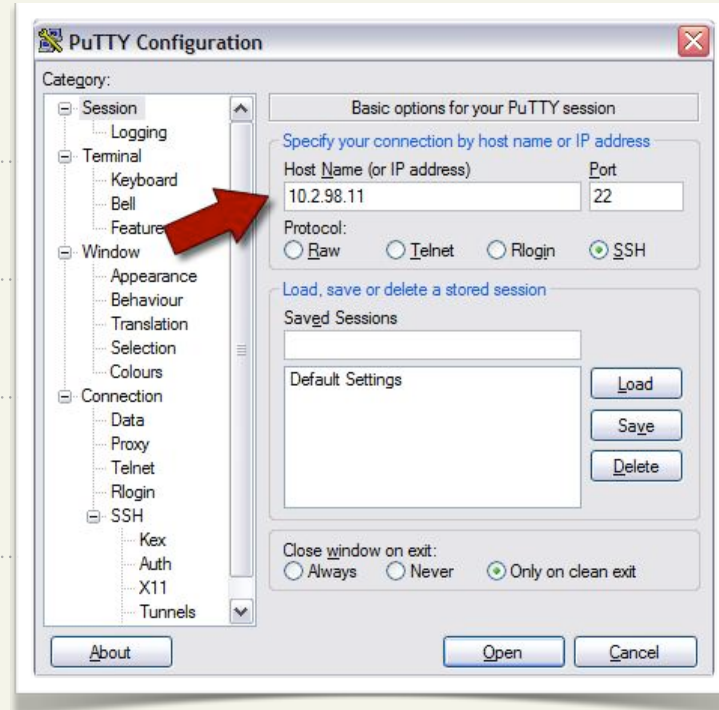 PuTTY Configuration
Category:
Session
Logging
Terminal
Keyboard
Bell
Feature
Window
Appearance
Behaviour
Translation
Selection
Colours
Connection
Data
Proxy
Telnet
Rlogin
SSH
Kex
Auth
X11
Tunnels
Basic options for your PuTTY session
Specify your connection by host name or IP address
Host Name (or IP address) Port
10.2.98.11 22
Protocol:
Raw Telnet Rlogin SSH
Load, save or delete a stored session
Saved Sessions
Default Settings
Load
Save
Delete
Close window on exit:
Always Never Only on clean exit
About Open Cancel